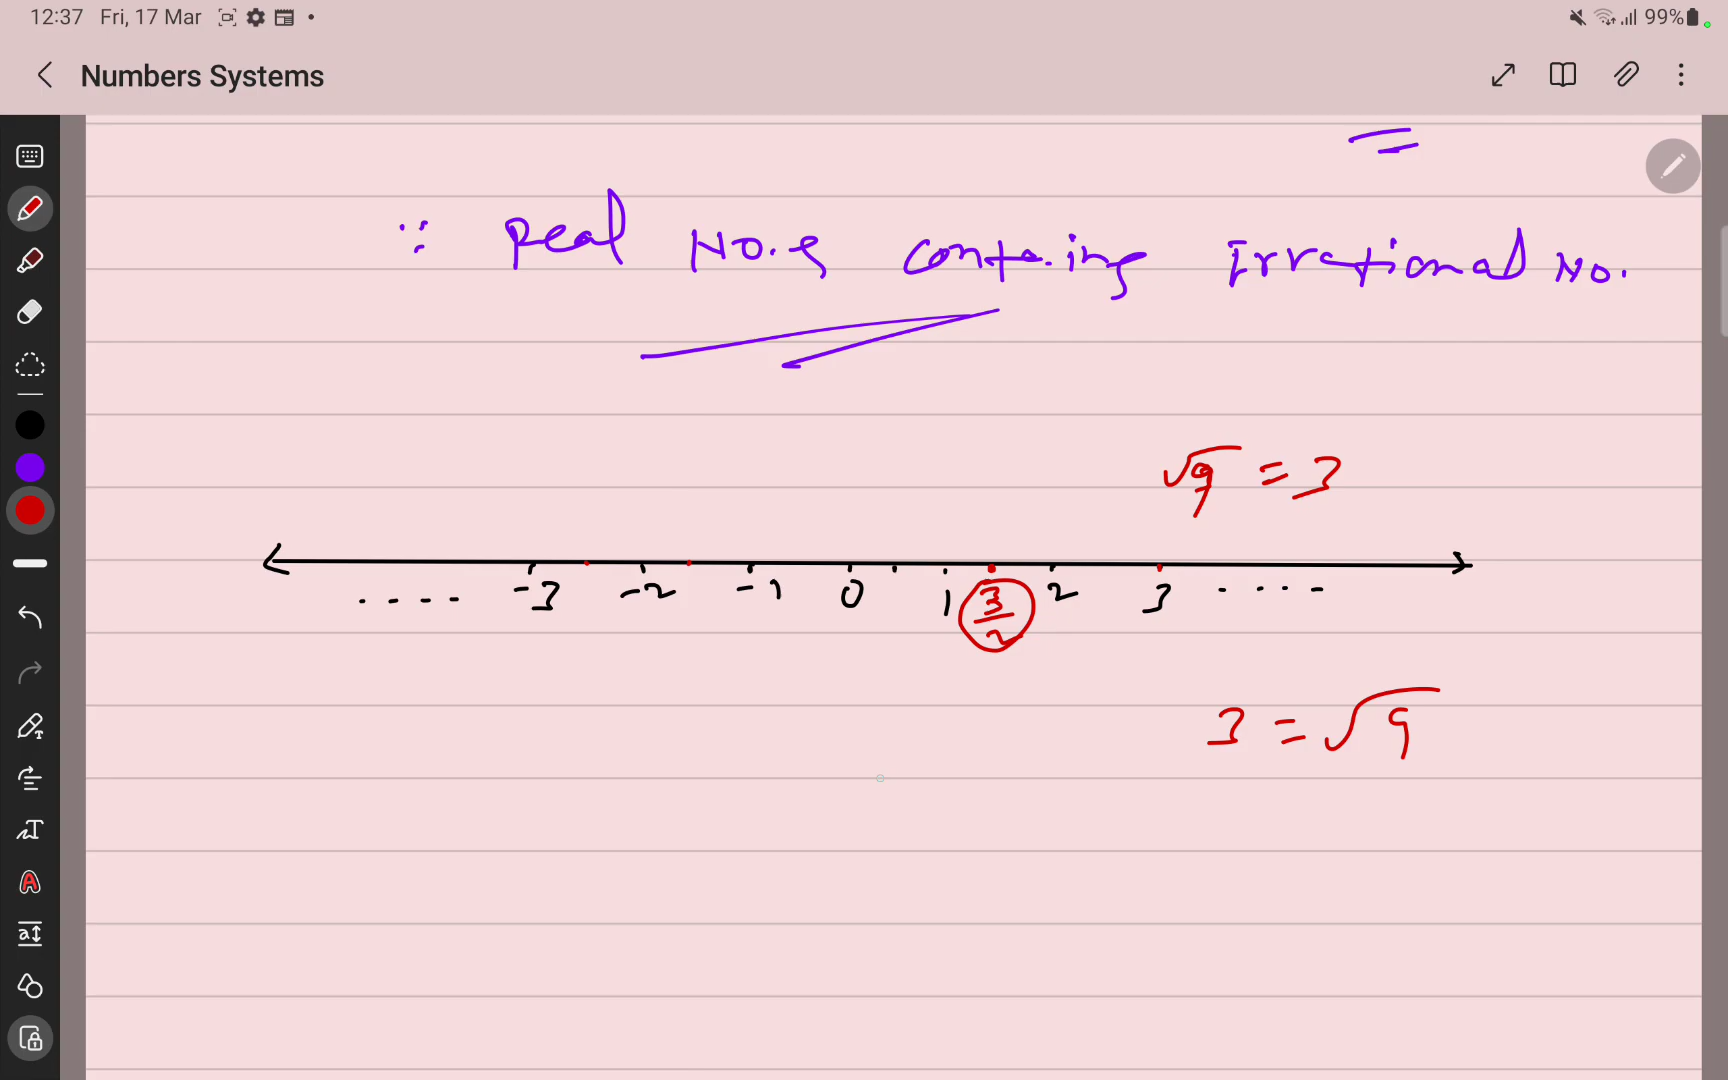 12:37 Fri, 17 Mar 99%
Numbers Systems
∵ Real No.s containg Irrational No.
√9 = 3
.... -3 -2 -1 0 1 3/2 2 3 ....
3 = √9